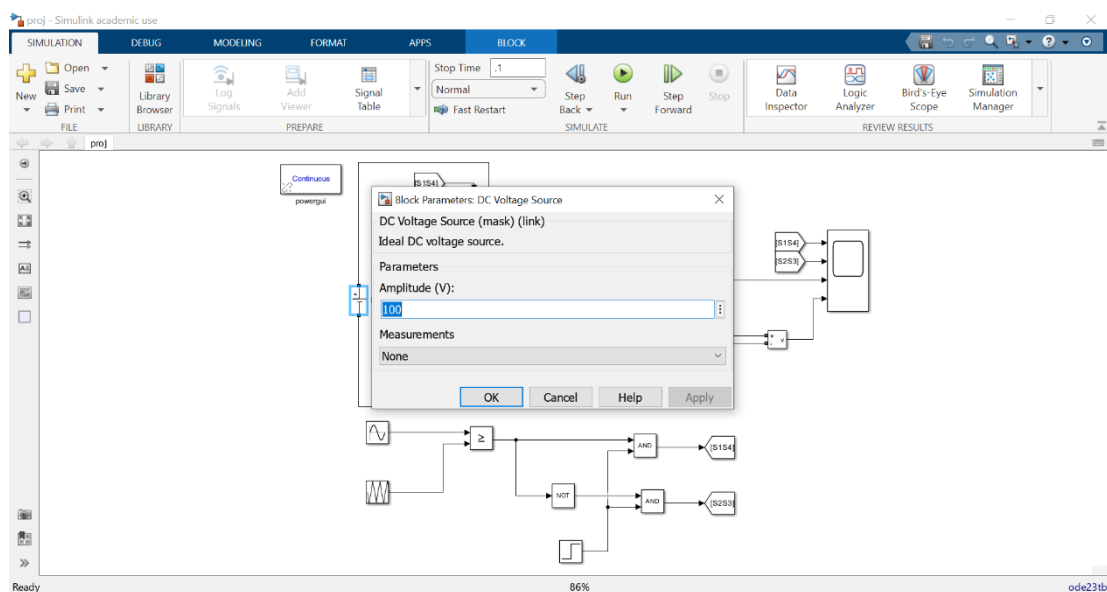 proj - Simulink academic use
SIMULATION DEBUG MODELING FORMAT APPS BLOCK
New
Open
Save
Print
FILE
Library Browser
LIBRARY
Log Signals
Add Viewer
Signal Table
PREPARE
Stop Time .1
Normal
Fast Restart
Step Back
Run
Step Forward
Stop
SIMULATE
Data Inspector
Logic Analyzer
Bird's-Eye Scope
Simulation Manager
REVIEW RESULTS
proj
Continuous
powergui
[S1S4]
Block Parameters: DC Voltage Source
DC Voltage Source (mask) (link)
Ideal DC voltage source.
Parameters
Amplitude (V):
100
Measurements
None
OK Cancel Help Apply
[S1S4]
[S2S3]
+ v
-
≥
AND
[S1S4]
NOT
AND
[S2S3]
Ready 86% ode23tb